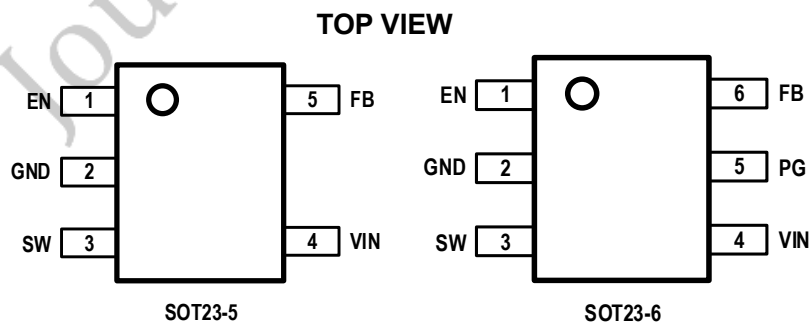 TOP VIEW
EN 1 5 FB
GND 2
SW 3 4 VIN
SOT23-5
EN 1 6 FB
GND 2 5 PG
SW 3 4 VIN
SOT23-6